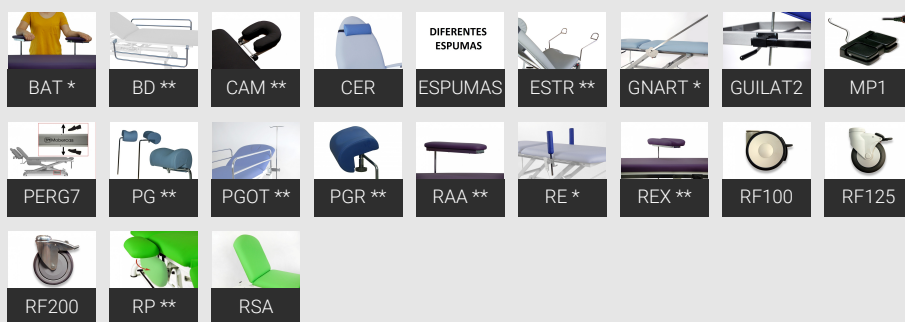 DIFERENTES
ESPUMAS
BAT *
BD **
CAM **
CER
ESPUMAS
ESTR **
GNART *
GUILAT2
MP1
PERG7
PG **
PGOT **
PGR **
RAA **
RE *
REX **
RF100
RF125
RF200
RP **
RSA